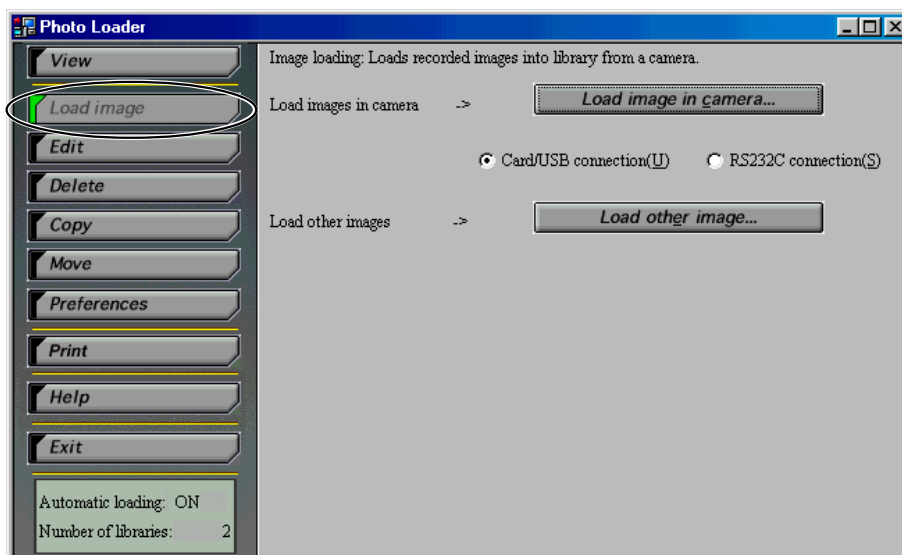 Photo Loader
View
Load image
Edit
Delete
Copy
Move
Preferences
Print
Help
Exit
Automatic loading: ON
Number of libraries: 2
Image loading: Loads recorded images into library from a camera.
Load images in camera -> Load image in camera...
Card/USB connection(U) RS232C connection(S)
Load other images -> Load other image...